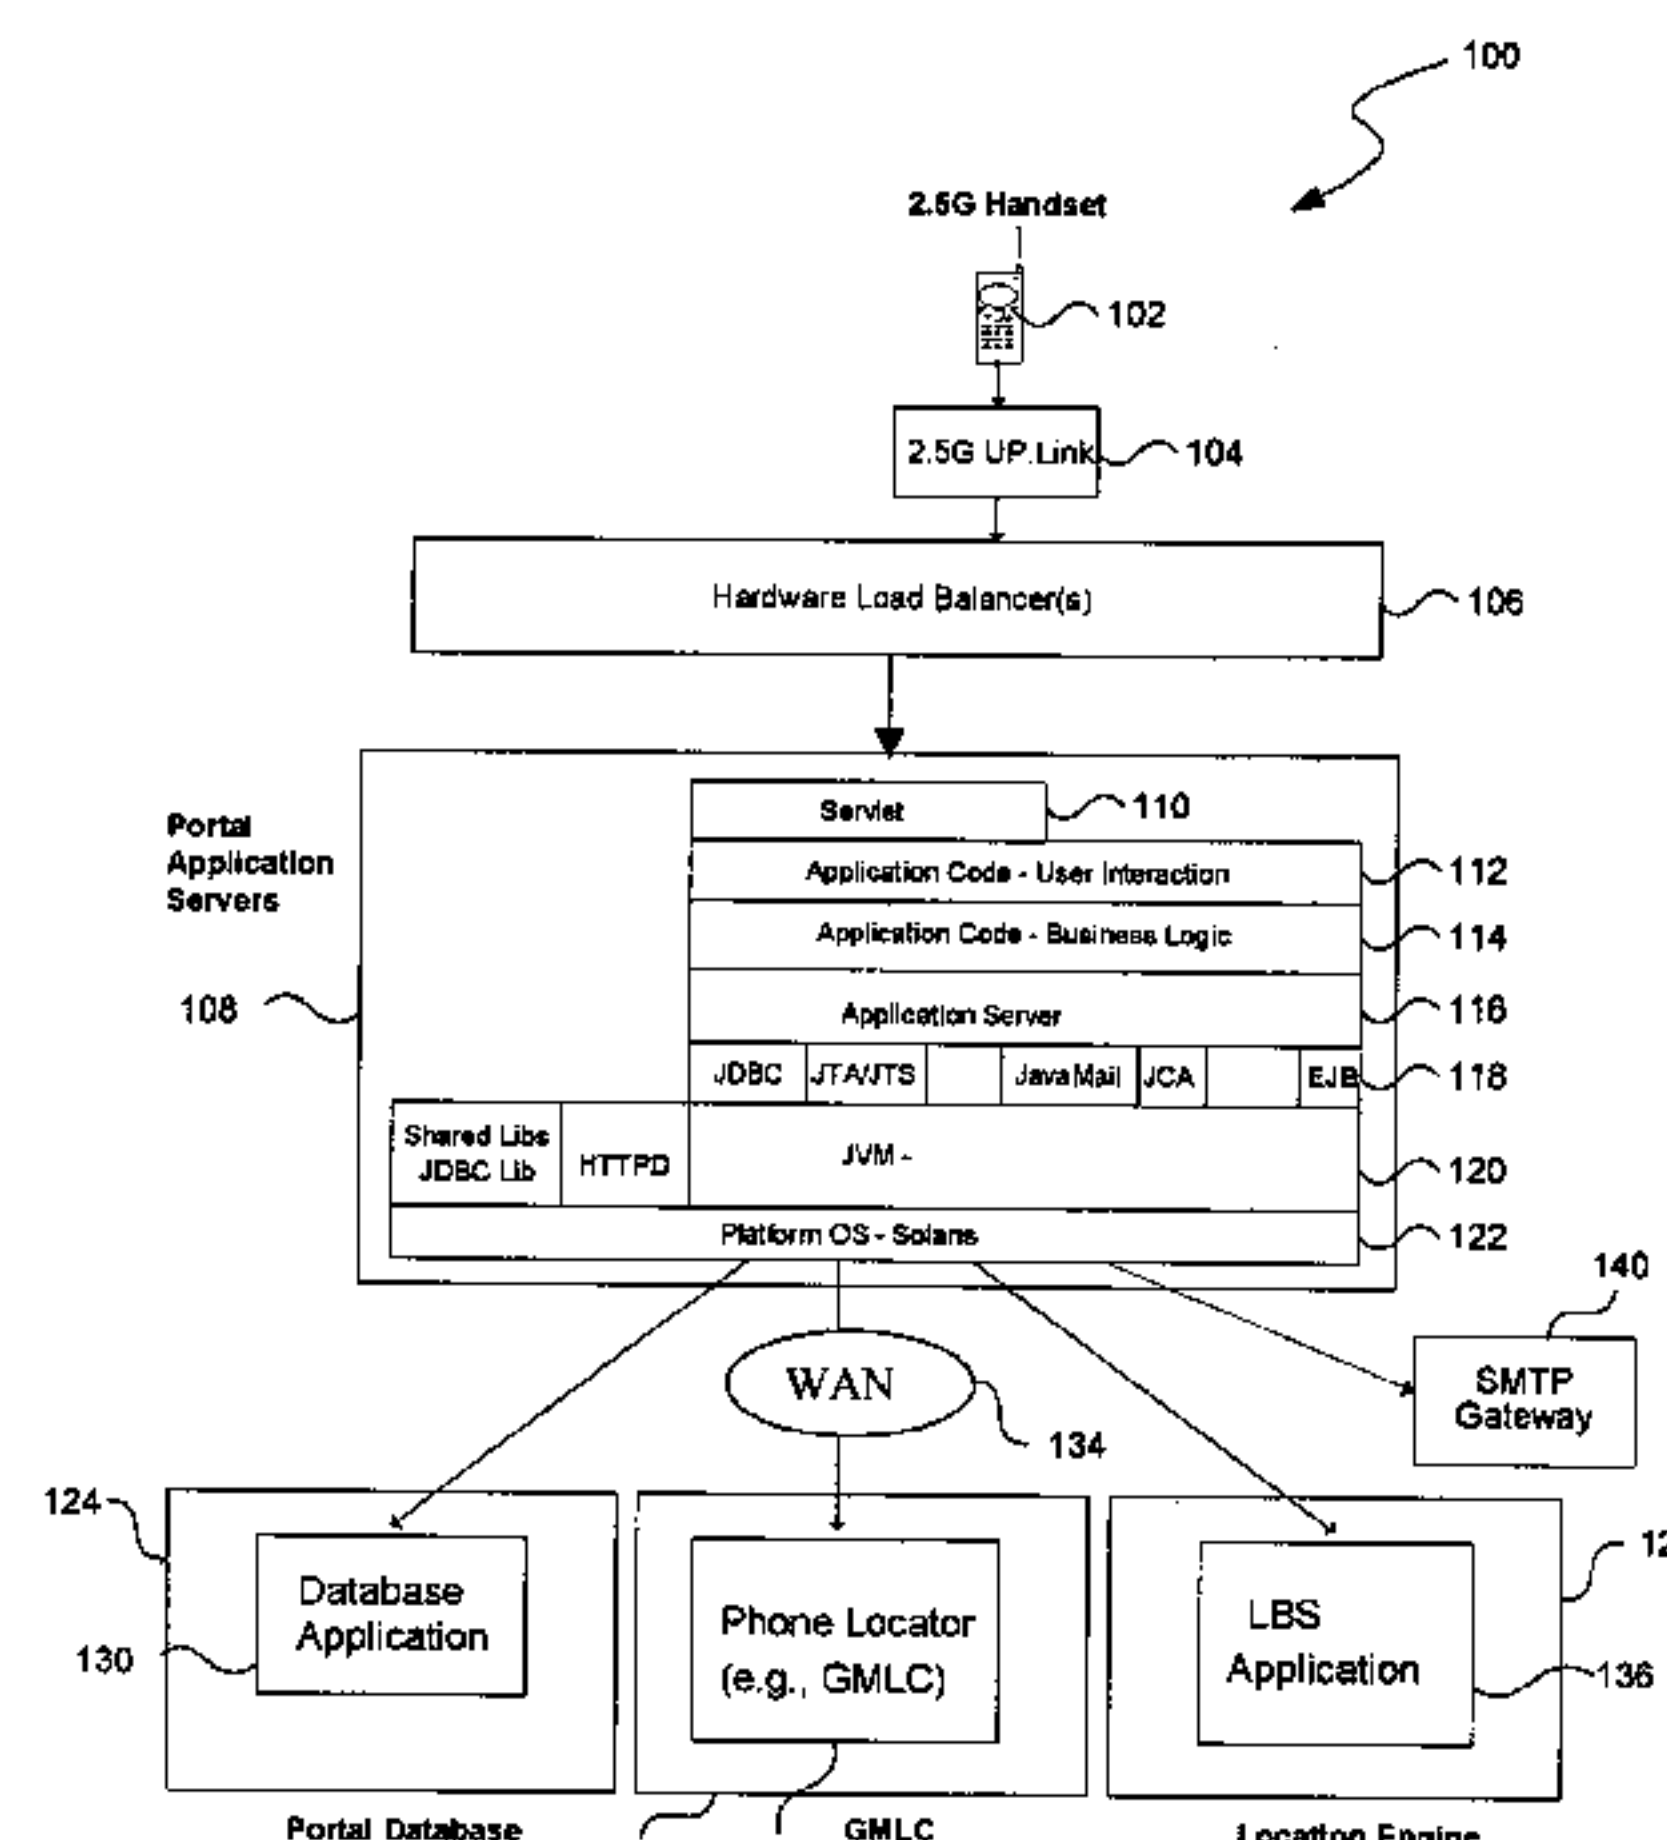 100
2.5G Handset
102
2.5G UP.Link
104
Hardware Load Balancer(s)
106
Portal
Application
Servers
Servlet
110
Application Code - User Interaction
112
Application Code - Business Logic
114
108
Application Server
116
JDBC
JTA/JTS
JavaMail
JCA
EJB
118
Shared Libs
JDBC Lib
HTTPD
JVM -
120
Platform OS - Solaris
122
140
SMTP
Gateway
WAN
134
124
Database
Application
130
Phone Locator
(e.g., GMLC)
LBS
Application
136
Portal Database
GMLC
Location Engine